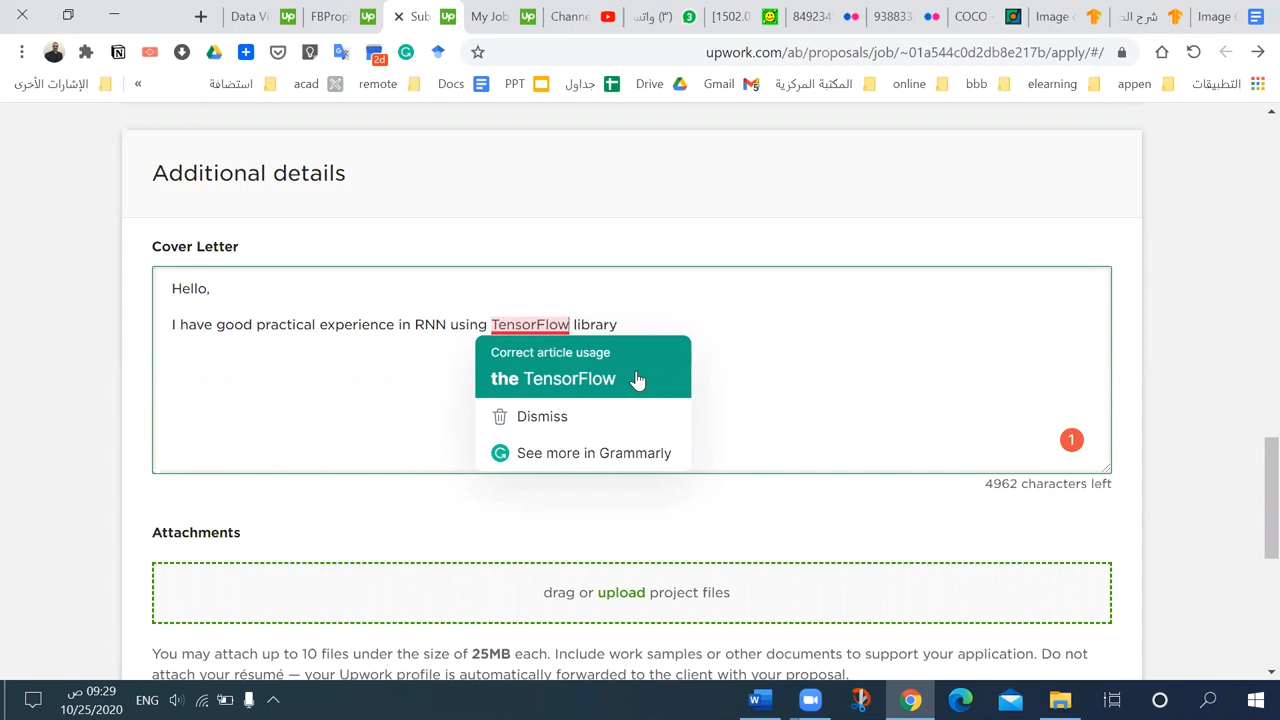 Data Vi
FBProp
Sub
My Job
hanne
واتس (٣)
3
[1502.0
849284
938833
COCO
Image
شرح الد
Image C
2d
upwork.com/ab/proposals/job/~01a544c0d2db8e217b/apply/#/
الإشارات الأخرى
«
استضافة
acad
remote
Docs
PPT
جداول
Drive
Gmail
المكتبة المركزية
online
bbb
elearning
appen
التطبيقات
Additional details
Cover Letter
Hello,
I have good practical experience in RNN using TensorFlow library
Correct article usage
the TensorFlow
Dismiss
See more in Grammarly
1
4962 characters left
Attachments
drag or upload project files
You may attach up to 10 files under the size of 25MB each. Include work samples or other documents to support your application. Do not
attach your résumé — your Upwork profile is automatically forwarded to the client with your proposal.
09:29 ص
10/25/2020
ENG